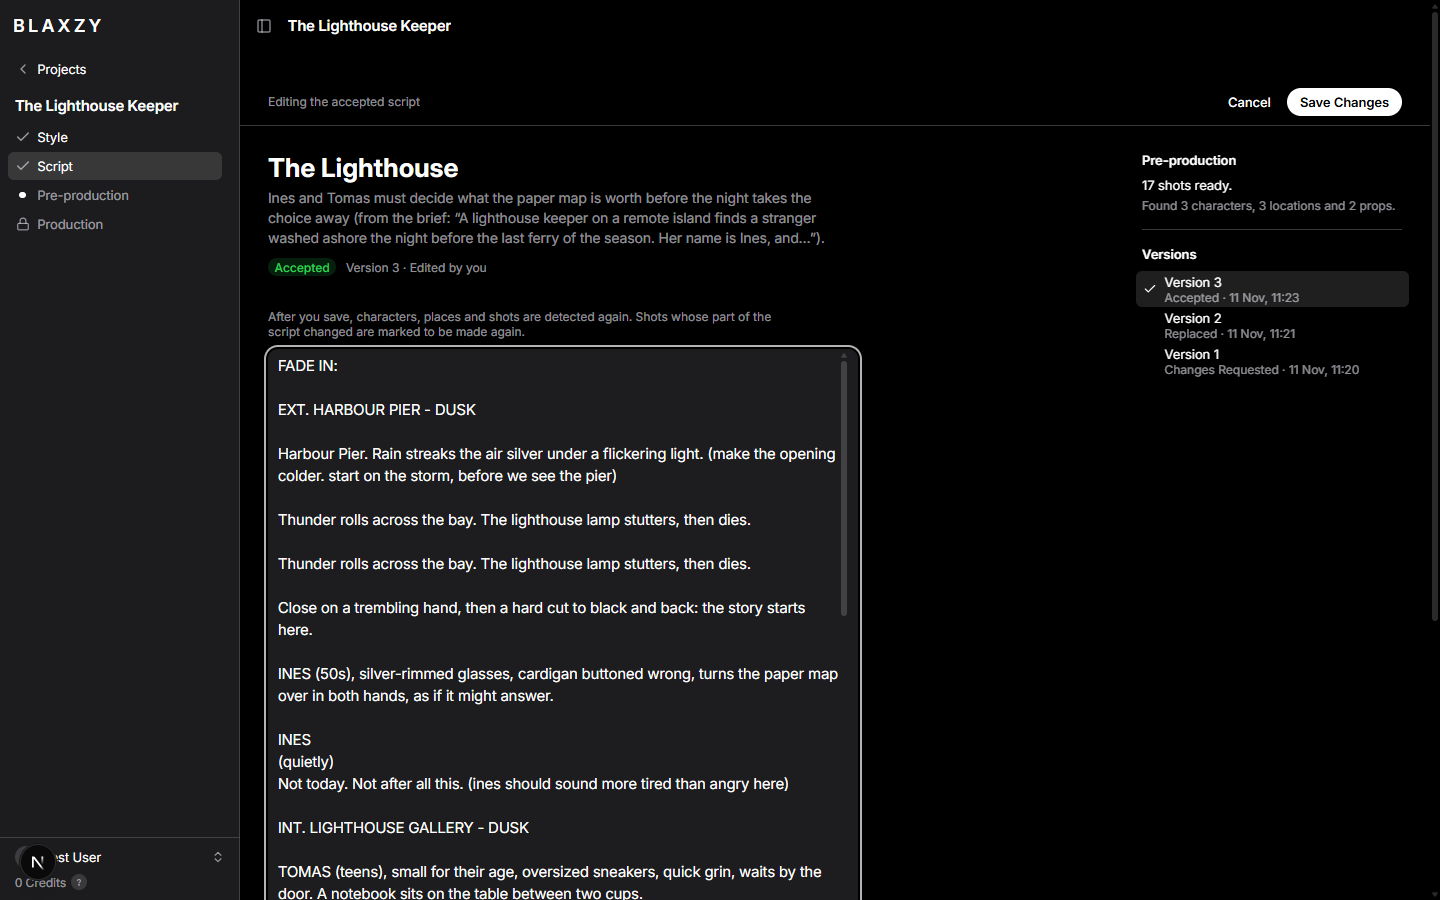 BLAXZY
Projects
The Lighthouse Keeper
Style
Script
Pre-production
Production
N
st User
0 Credits ?
The Lighthouse Keeper
Editing the accepted script
Cancel
Save Changes
The Lighthouse
Ines and Tomas must decide what the paper map is worth before the night takes the
choice away (from the brief: “A lighthouse keeper on a remote island finds a stranger
washed ashore the night before the last ferry of the season. Her name is Ines, and…”).
Accepted Version 3 · Edited by you
After you save, characters, places and shots are detected again. Shots whose part of the
script changed are marked to be made again.
FADE IN:
EXT. HARBOUR PIER - DUSK
Harbour Pier. Rain streaks the air silver under a flickering light. (make the opening
colder. start on the storm, before we see the pier)
Thunder rolls across the bay. The lighthouse lamp stutters, then dies.
Thunder rolls across the bay. The lighthouse lamp stutters, then dies.
Close on a trembling hand, then a hard cut to black and back: the story starts
here.
INES (50s), silver-rimmed glasses, cardigan buttoned wrong, turns the paper map
over in both hands, as if it might answer.
INES
(quietly)
Not today. Not after all this. (ines should sound more tired than angry here)
INT. LIGHTHOUSE GALLERY - DUSK
TOMAS (teens), small for their age, oversized sneakers, quick grin, waits by the
door. A notebook sits on the table between two cups.
Pre-production
17 shots ready.
Found 3 characters, 3 locations and 2 props.
Versions
Version 3
Accepted · 11 Nov, 11:23
Version 2
Replaced · 11 Nov, 11:21
Version 1
Changes Requested · 11 Nov, 11:20